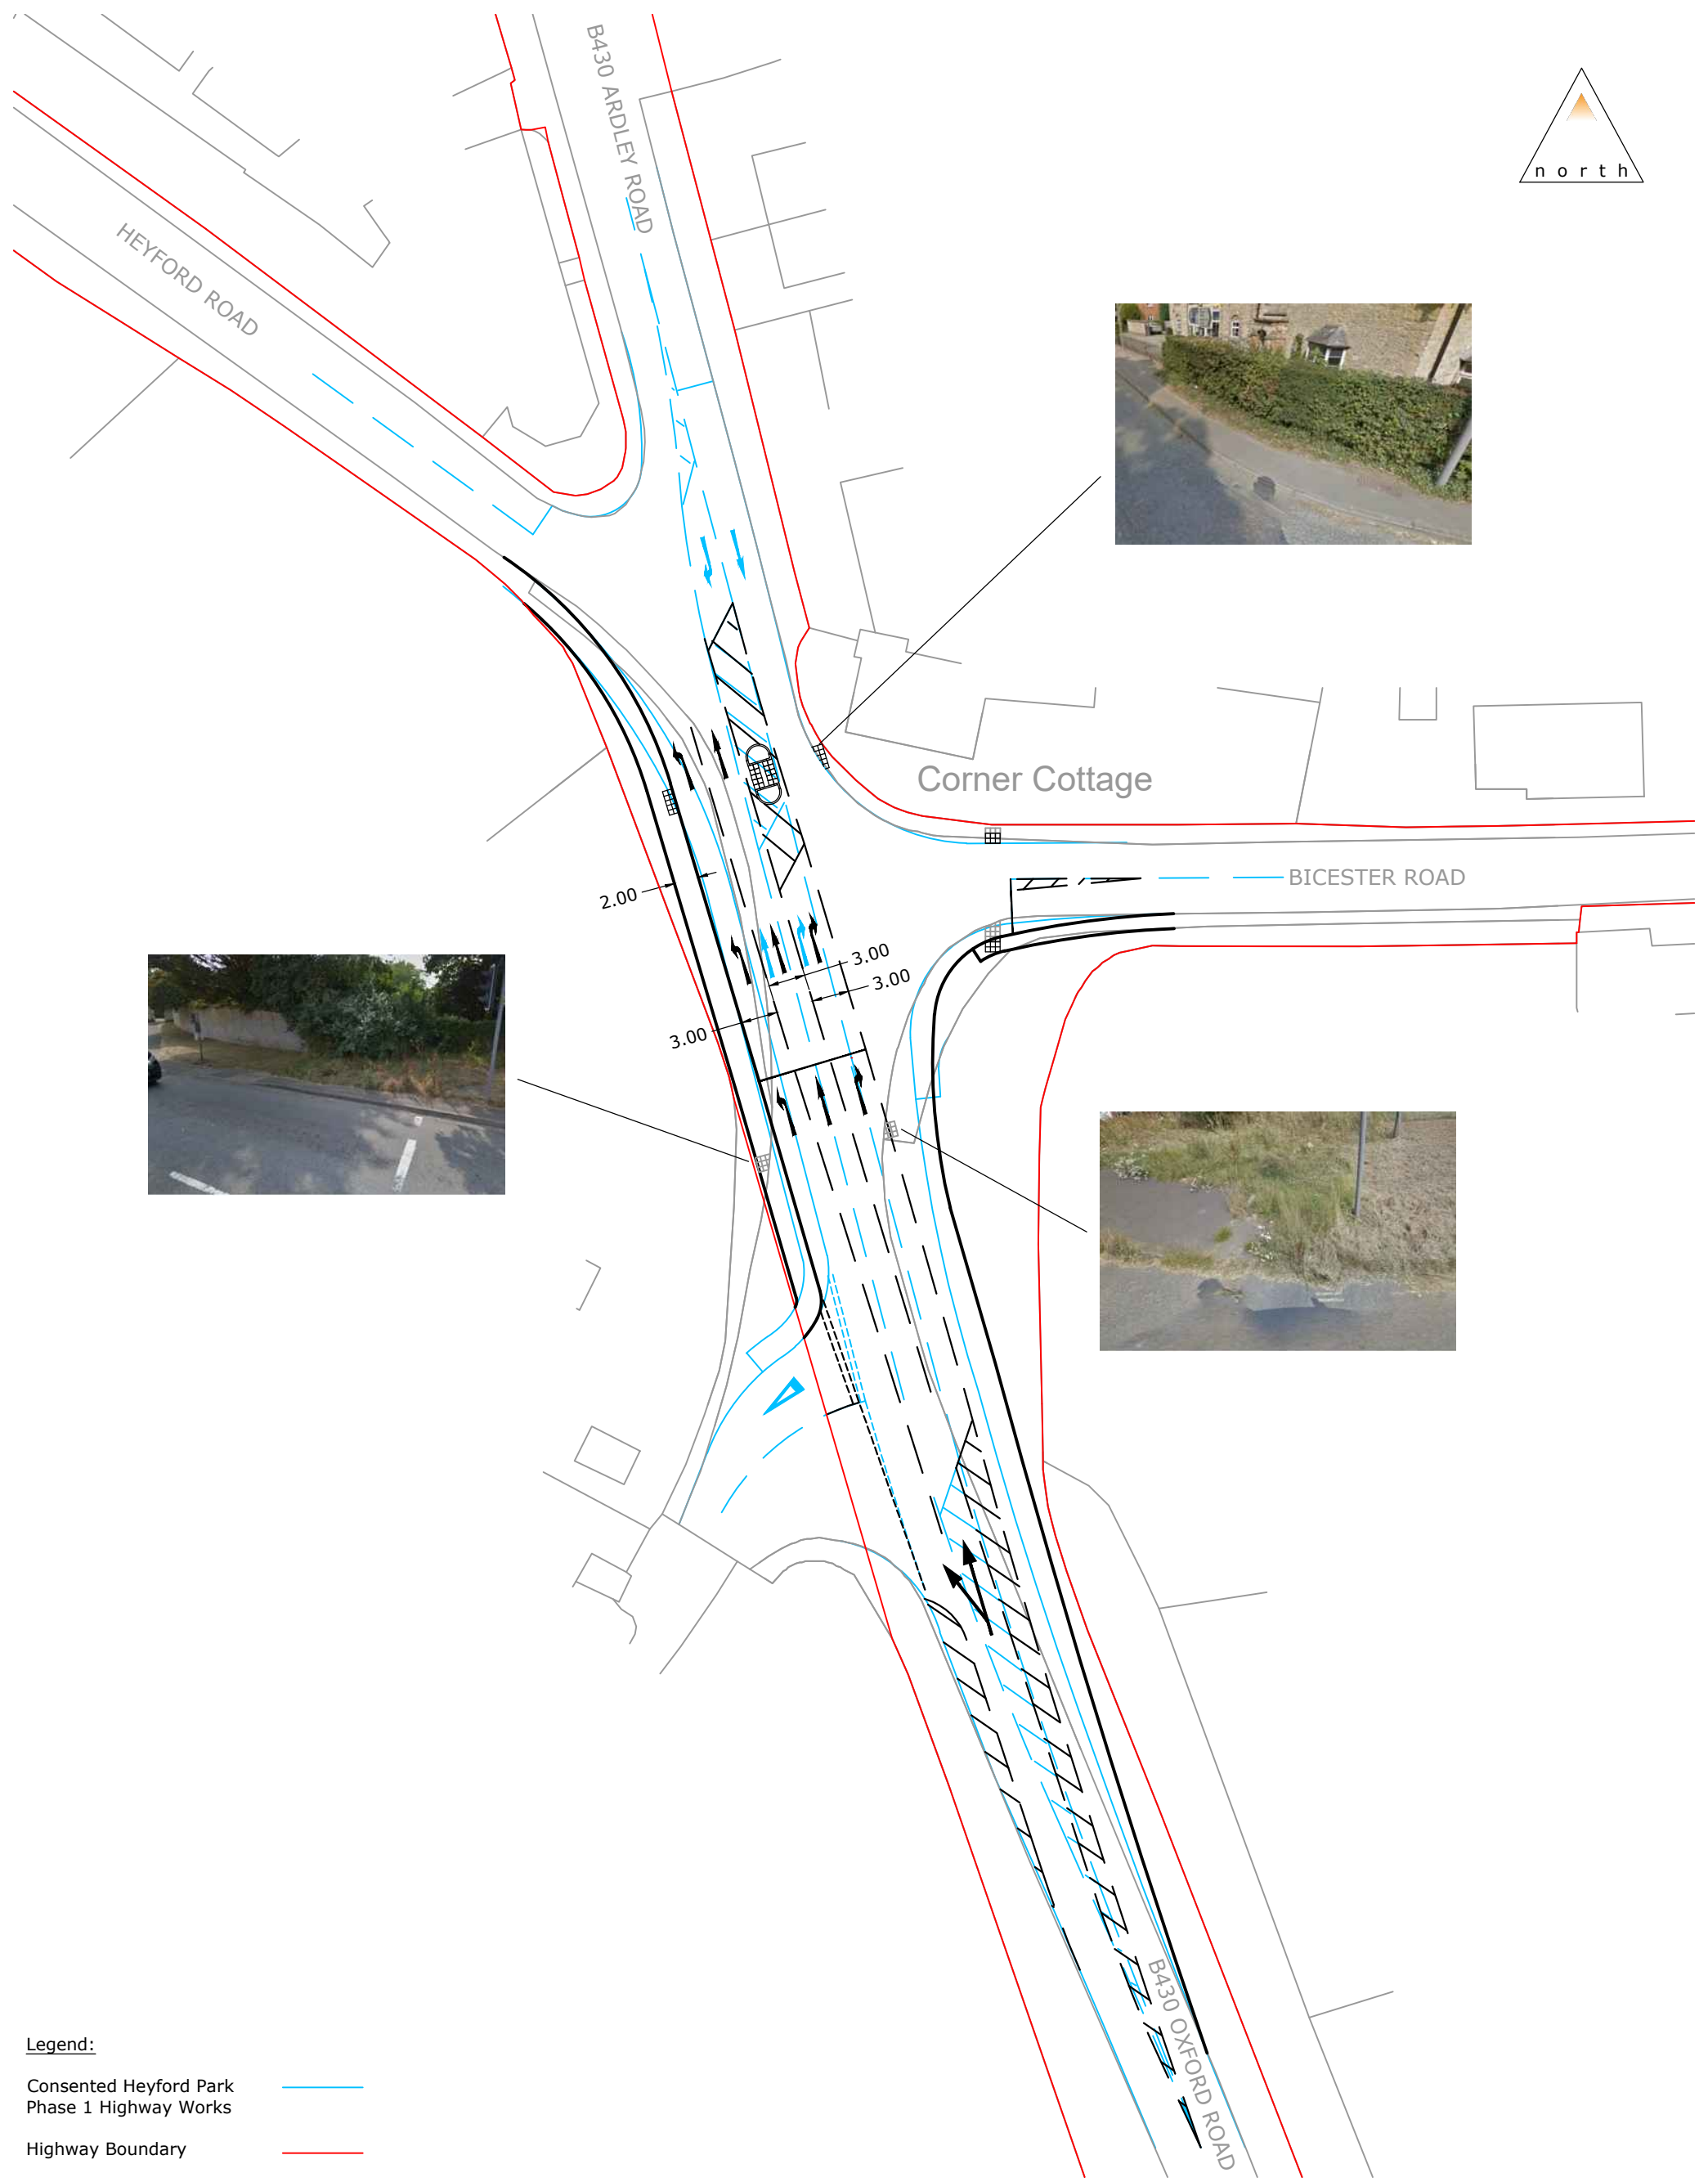 B430 ARDLEY ROAD
north
HEYFORD ROAD
Corner Cottage
BICESTER ROAD
2.00
3.00
3.00
3.00
B430 OXFORD ROAD
Legend:
Consented Heyford Park
Phase 1 Highway Works
Highway Boundary